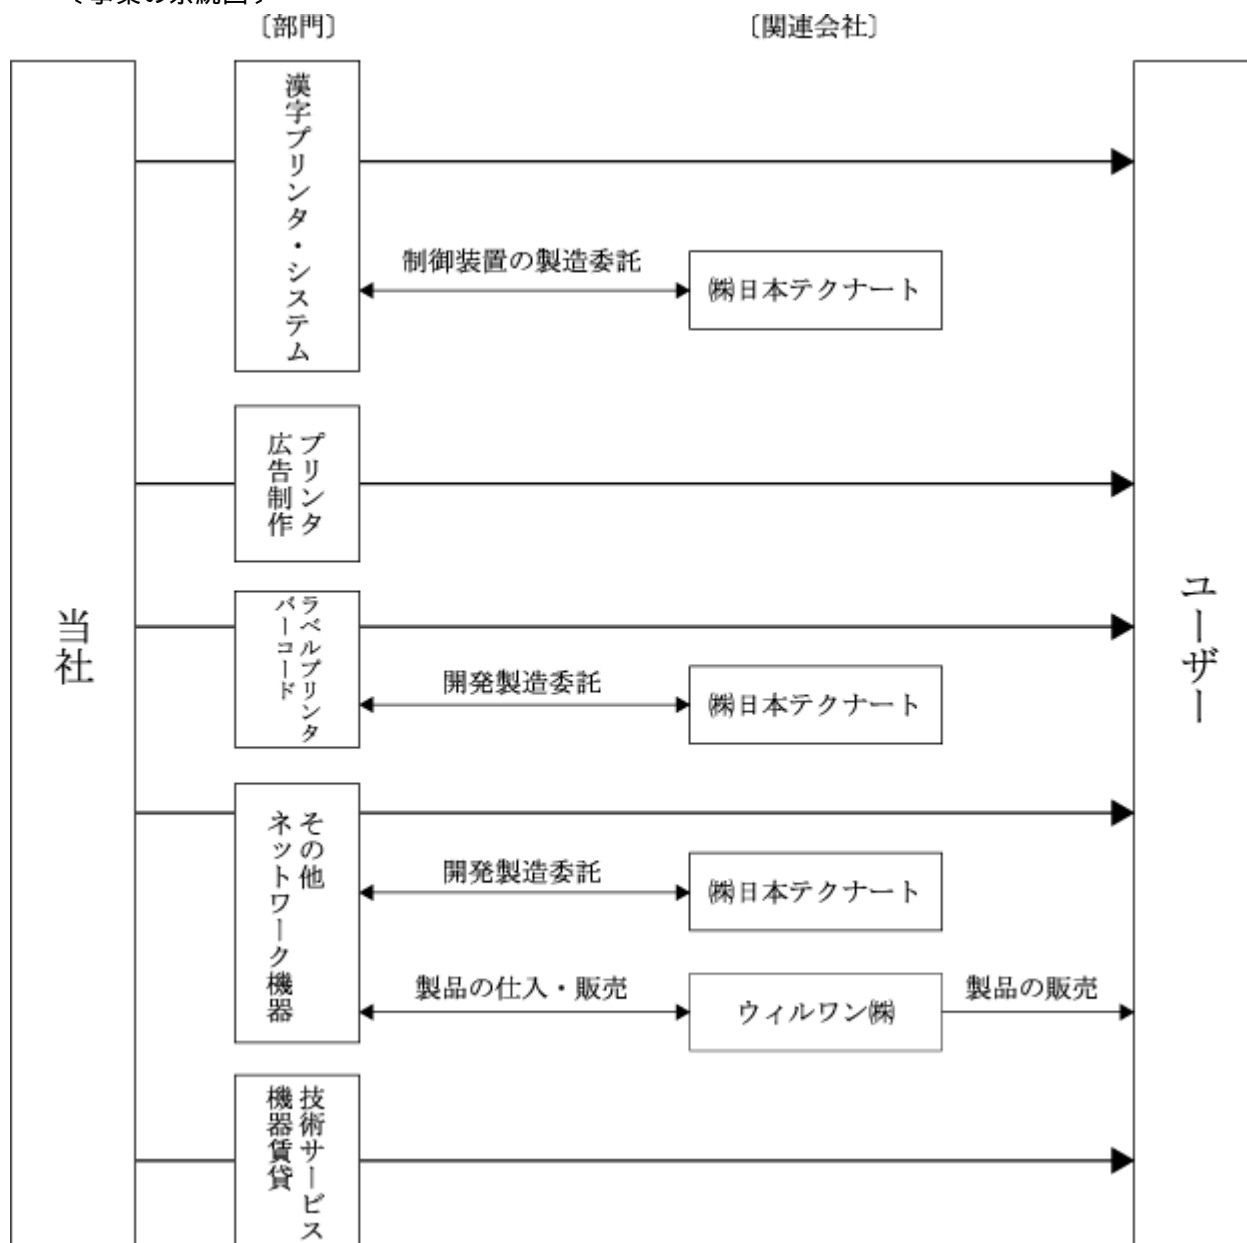 〔部門〕
〔関連会社〕
当社
漢字プリンタ・システム
制御装置の製造委託
㈱日本テクナート
プリンタ
広告制作
ラベルプリンタ
バーコード
開発製造委託
㈱日本テクナート
その他
ネットワーク機器
開発製造委託
㈱日本テクナート
製品の仕入・販売
ウィルワン㈱
製品の販売
技術サービス
機器賃貸
ユーザー